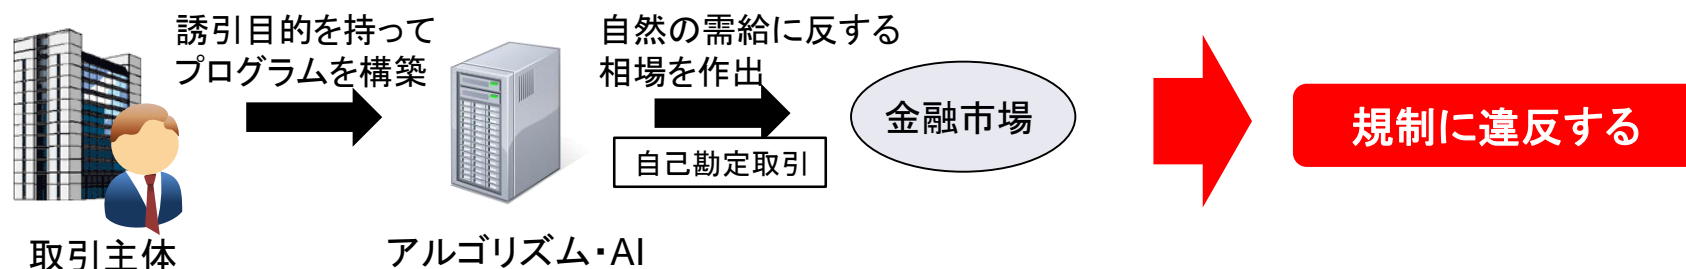 誘引目的を持って
プログラムを構築
自然の需給に反する
相場を作出
自己勘定取引
金融市場
規制に違反する
取引主体
アルゴリズム・AI